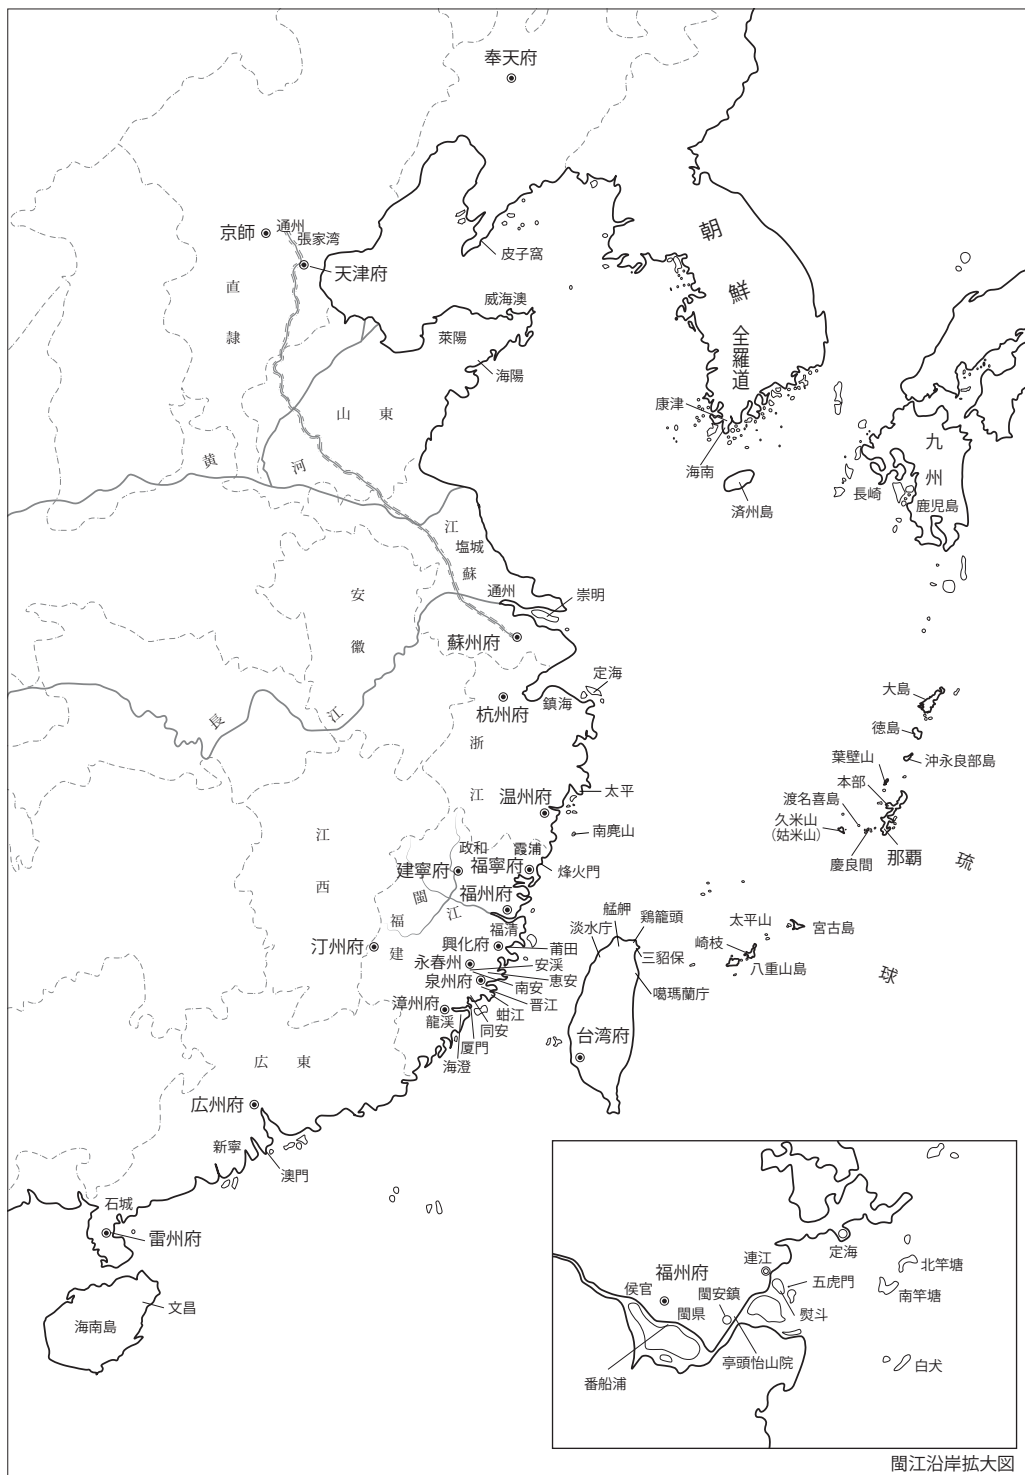 奉天府
京師
通州
張家湾
天津府
直隷
皮子窩
朝鮮
威海澳
萊陽
海陽
全羅道
康津
海南
済州島
山東
黄河
九州
長崎
鹿児島
江蘇
塩城
安徽
通州
崇明
蘇州府
定海
杭州府
鎮海
長江
浙江
大島
徳島
沖永良部島
葉壁山
本部
渡名喜島
久米山
(姑米山)
慶良間
那覇
琉球
温州府
太平
南麂山
江西
政和
霞浦
建寧府
福寧府
烽火門
閩江
福州府
福建
福清
汀州府
興化府
莆田
永春州
安渓
恵安
泉州府
南安
晋江
漳州府
蚶江
龍渓
同安
厦門
海澄
艋舺
淡水庁
鶏籠頭
三貂保
噶瑪蘭庁
台湾府
太平山
宮古島
崎枝
八重山島
広東
広州府
新寧
澳門
石城
雷州府
文昌
海南島
定海
連江
福州府
五虎門
北竿塘
侯官
閩安鎮
南竿塘
閩県
熨斗
亭頭怡山院
番船浦
白犬
閩江沿岸拡大図